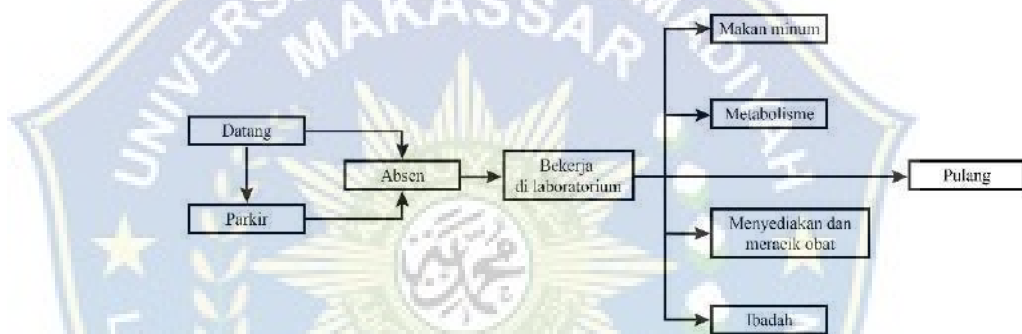 UNIVERSITAS MUHAMMADIYAH
MAKASSAR
Datang
Parkir
Absen
Bekerja
di laboratorium
Makan minum
Metabolisme
Pulang
Menyediakan dan
meracik obat
Ibadah